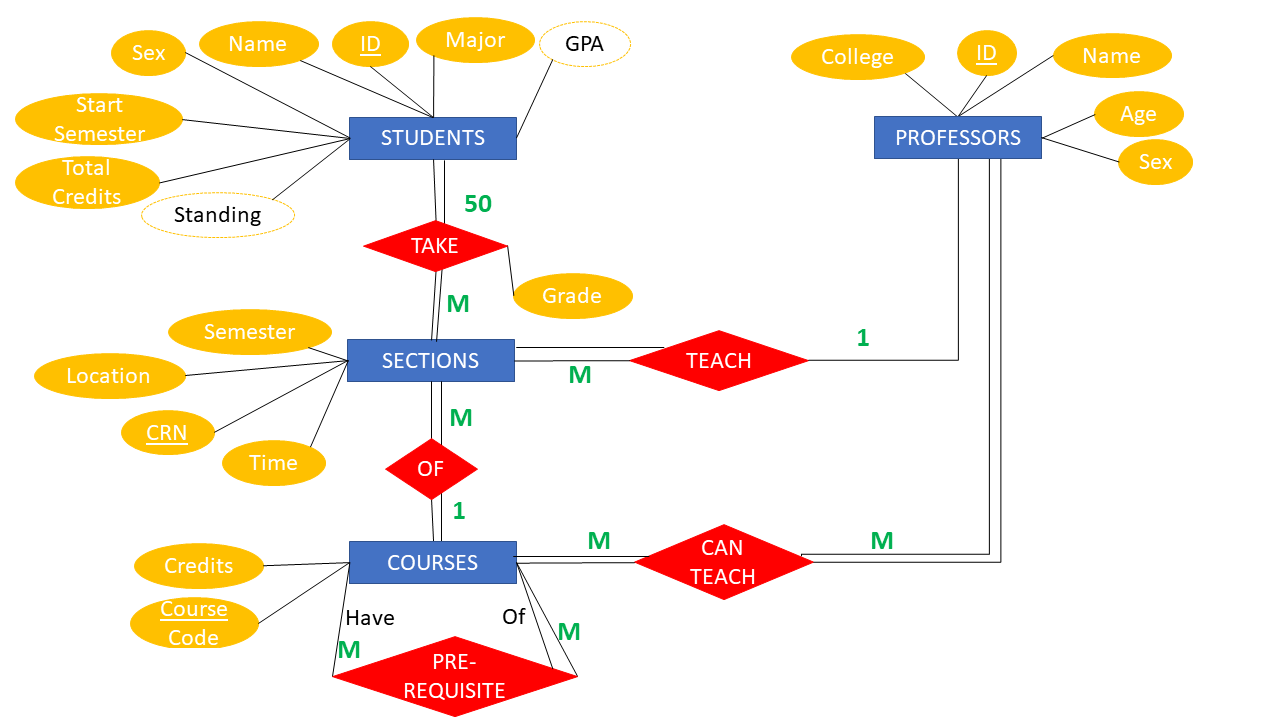 Sex
Name
ID
Major
GPA
College
ID
Name
Start
Semester
STUDENTS
PROFESSORS
Age
Sex
Total
Credits
Standing
50
TAKE
Grade
M
Semester
SECTIONS
TEACH
1
Location
M
CRN
M
Time
OF
1
M
M
COURSES
CAN
TEACH
Credits
Course
Code
Have
Of
M
M
PRE-
REQUISITE